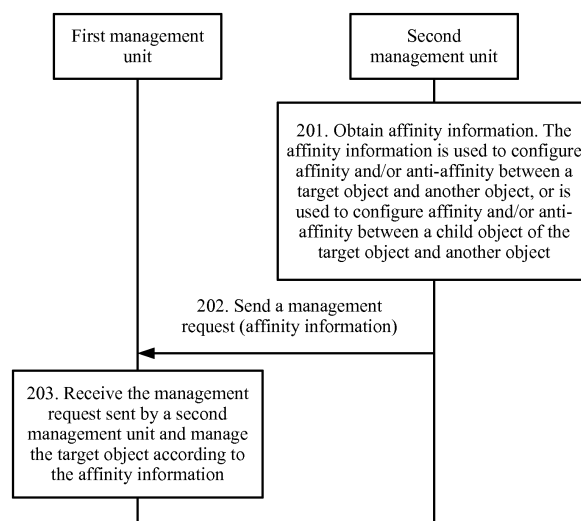 First management
unit
Second
management unit
201. Obtain affinity information. The
affinity information is used to configure
affinity and/or anti-affinity between a
target object and another object, or is
used to configure affinity and/or anti-
affinity between a child object of the
target object and another object
202. Send a management
request (affinity information)
203. Receive the management
request sent by a second
management unit and manage
the target object according to
the affinity information